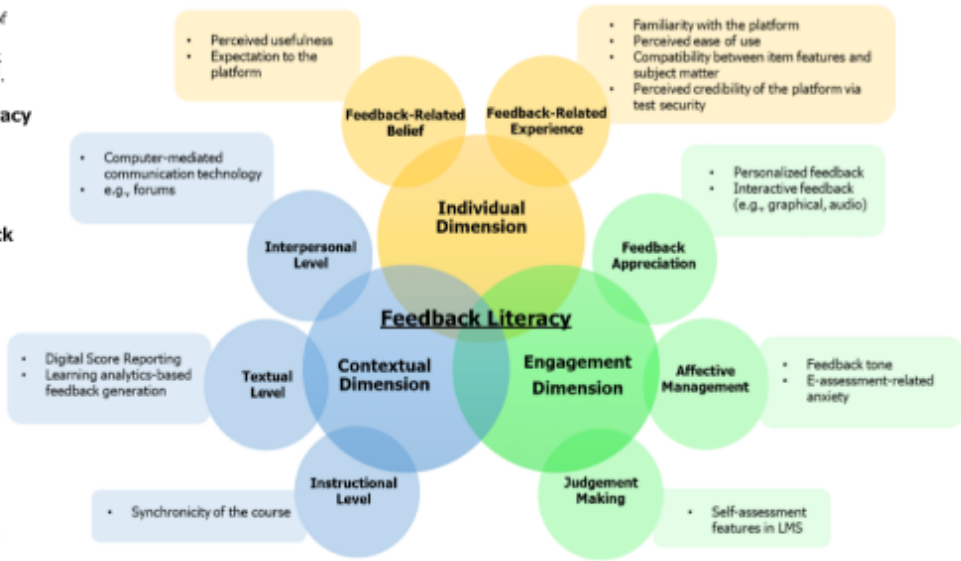 of
acy
ck
• Perceived usefulness
• Expectation to the
platform
• Familiarity with the platform
• Perceived ease of use
• Compatibility between item features and
subject matter
• Perceived credibility of the platform via
test security
Feedback-Related
Belief
Feedback-Related
Experience
• Computer-mediated
communication technology
• e.g., forums
• Personalized feedback
• Interactive feedback
(e.g., graphical, audio)
Individual
Dimension
Interpersonal
Level
Feedback
Appreciation
Feedback Literacy
• Digital Score Reporting
• Learning analytics-based
feedback generation
Textual
Level
Contextual
Dimension
Engagement
Dimension
Affective
Management
• Feedback tone
• E-assessment-related
anxiety
Instructional
Level
Judgement
Making
• Synchronicity of the course
• Self-assessment
features in LMS